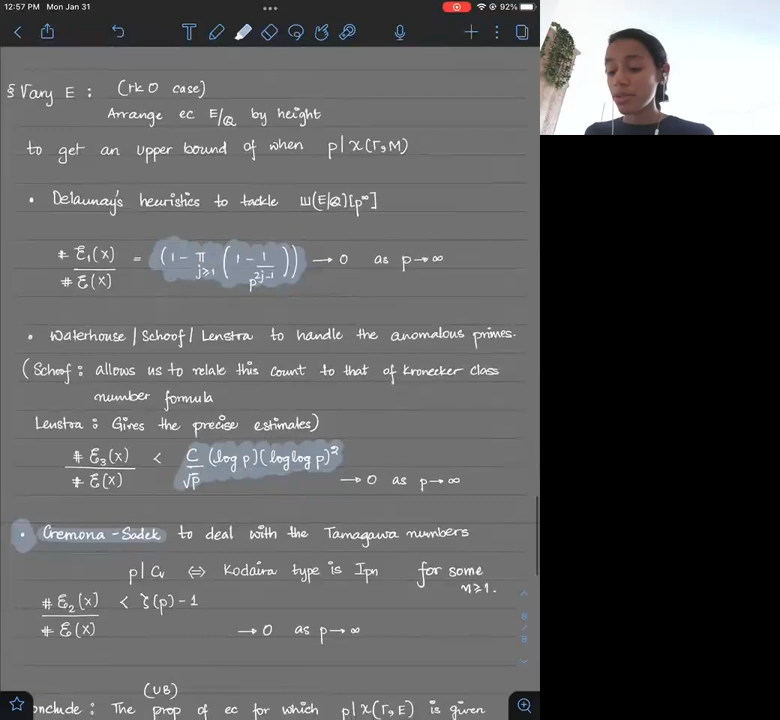 12:57 PM Mon Jan 31
92%
§ Vary E : (rk 0 case)
Arrange ec E/Q by height
to get an upper bound of when p | χ(Γ, M)
• Delaunay's heuristics to tackle Ш(E/Q)[p^∞]
# ℰ₁(x) / # ℰ(x) = (1 - π_{j≥1} (1 - 1/p^{2j-1})) → 0 as p → ∞
• Waterhouse / Schoof / Lenstra to handle the anomalous primes.
(Schoof : allows us to relate this count to that of Kronecker class
number formula
Lenstra : Gives the precise estimates)
# ℰ₃(x) / # ℰ(x) < C/√p (log p)(log log p)² → 0 as p → ∞
• Cremona - Sadek to deal with the Tamagawa numbers
p | Cᵥ ⇔ Kodaira type is I_{pn} for some
n ≥ 1.
# ℰ₂(x) / # ℰ(x) < ζ(p) - 1
→ 0 as p → ∞
(UB)
onclude : The prop of ec for which p | χ(Γ, E) is given